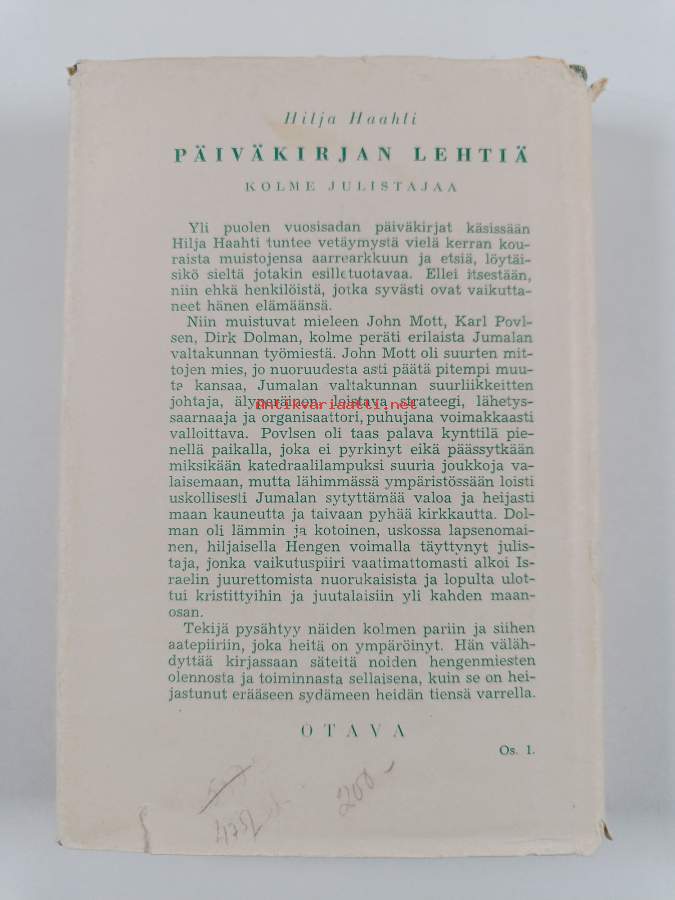 Hilja Haahti
PÄIVÄKIRJAN LEHTIÄ
KOLME JULISTAJAA
Yli puolen vuosisadan päiväkirjat käsissään
Hilja Haahti tuntee vetäymystä vielä kerran kou-
raista muistojensa aarrearkkuun ja etsiä, löytäi-
sikö sieltä jotakin esilletuotavaa. Ellei itsestään,
niin ehkä henkilöistä, jotka syvästi ovat vaikutta-
neet hänen elämäänsä.
Niin muistuvat mieleen John Mott, Karl Povl-
sen, Dirk Dolman, kolme peräti erilaista Jumalan
valtakunnan työmiestä. John Mott oli suurten mit-
tojen mies, jo nuoruudesta asti päätä pitempi muu-
ta kansaa, Jumalan valtakunnan suurliikkeitten
johtaja, älyperäinen, loistava strateegi, lähetys-
antikvariaatti.net
saarnaaja ja organisaattori, puhujana voimakkaasti
valloittava. Povlsen oli taas palava kynttilä pie-
nellä paikalla, joka ei pyrkinyt eikä päässytkään
miksikään katedraalilampuksi suuria joukkoja va-
laisemaan, mutta lähimmässä ympäristössään loisti
uskollisesti Jumalan sytyttämää valoa ja heijasti
maan kauneutta ja taivaan pyhää kirkkautta. Dol-
man oli lämmin ja kotoinen, uskossa lapsenomai-
nen, hiljaisella Hengen voimalla täyttynyt julis-
taja, jonka vaikutuspiiri vaatimattomasti alkoi Is-
raelin juurettomista nuorukaisista ja lopulta ulot-
tui kristittyihin ja juutalaisiin yli kahden maan-
osan.
Tekijä pysähtyy näiden kolmen pariin ja siihen
aatepiiriin, joka heitä on ympäröinyt. Hän väläh-
dyttää kirjassaan säteitä noiden hengenmiesten
olennosta ja toiminnasta sellaisena, kuin se on hei-
jastunut erääseen sydämeen heidän tiensä varrella.
OTAVA
Os. 1.
200-